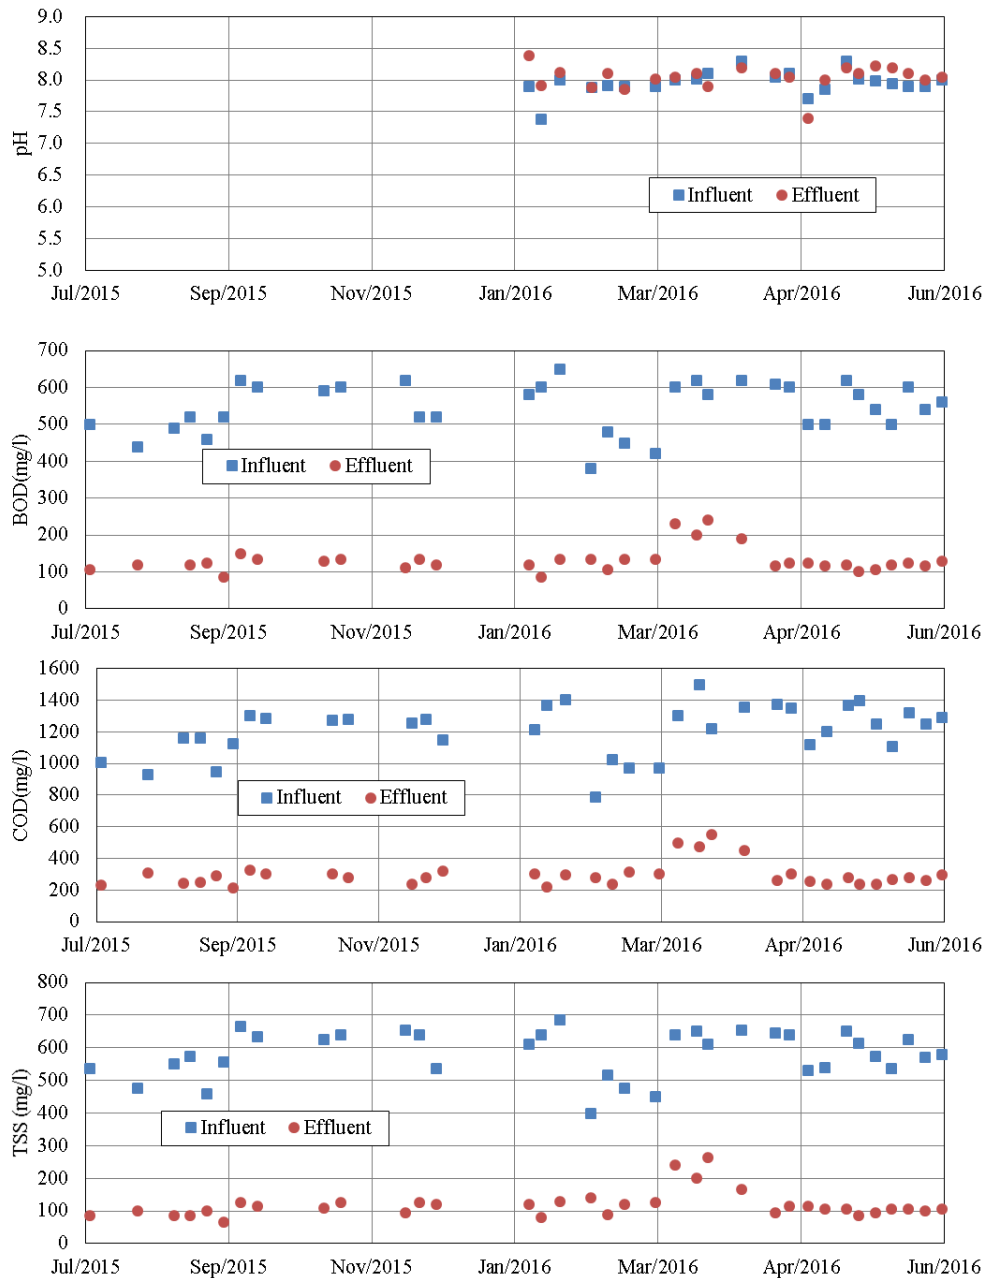 9.0
8.5
8.0
7.5
7.0
6.5
6.0
5.5
5.0
pH
Influent Effluent
Jul/2015 Sep/2015 Nov/2015 Jan/2016 Mar/2016 Apr/2016 Jun/2016
700
600
500
400
300
200
100
0
BOD(mg/l)
Influent Effluent
Jul/2015 Sep/2015 Nov/2015 Jan/2016 Mar/2016 Apr/2016 Jun/2016
1600
1400
1200
1000
800
600
400
200
0
COD(mg/l)
Influent Effluent
Jul/2015 Sep/2015 Nov/2015 Jan/2016 Mar/2016 Apr/2016 Jun/2016
800
700
600
500
400
300
200
100
0
TSS (mg/l)
Influent Effluent
Jul/2015 Sep/2015 Nov/2015 Jan/2016 Mar/2016 Apr/2016 Jun/2016